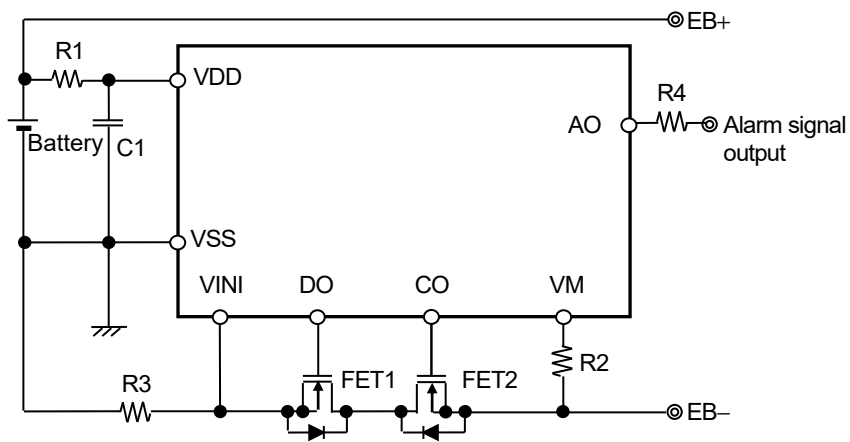 EB+
R1
VDD
R4
AO
Alarm signal
output
Battery
C1
VSS
VINI
DO
CO
VM
R2
FET1
FET2
R3
EB−